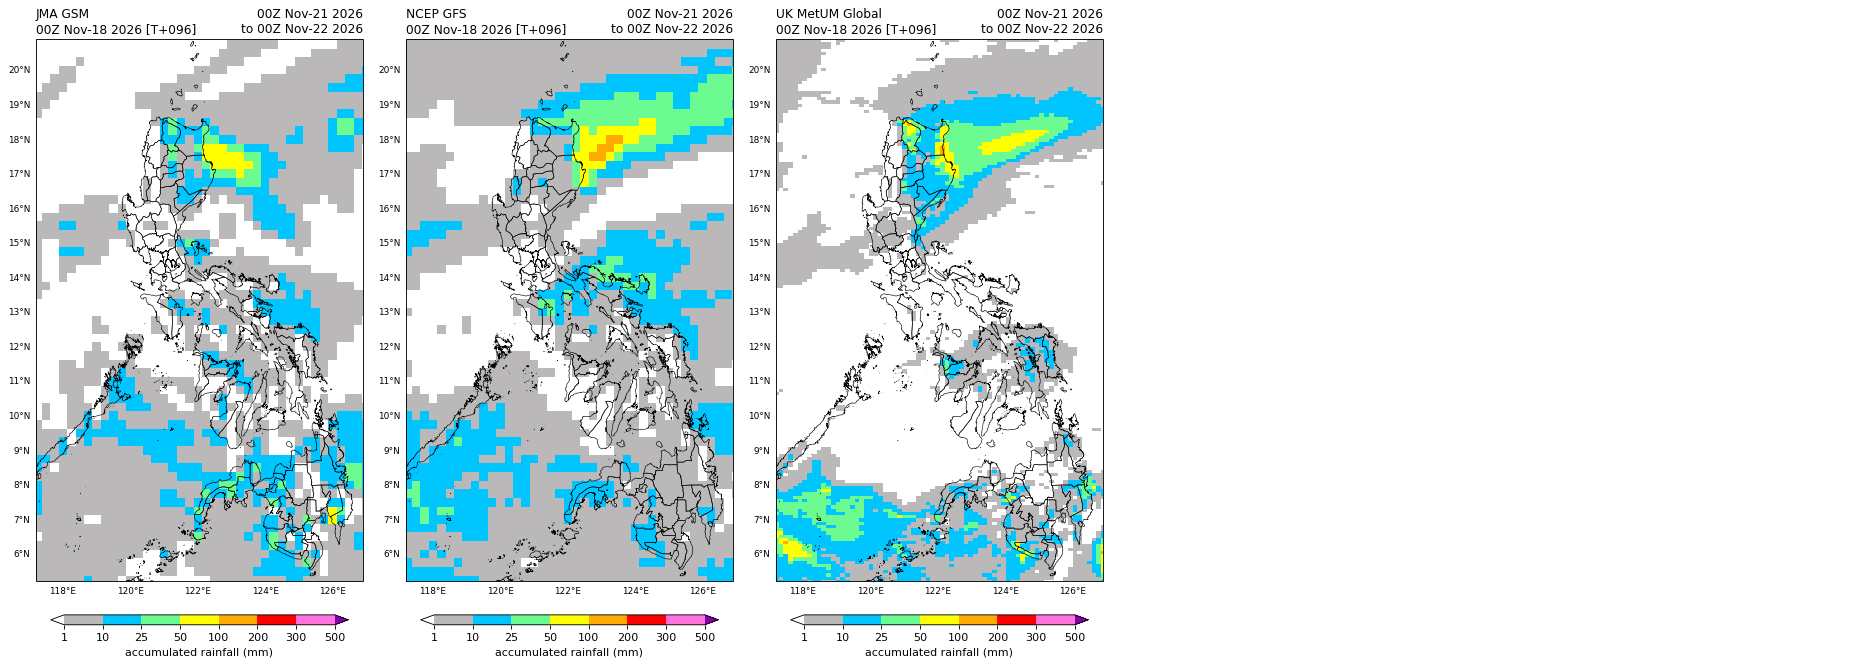 JMA GSM
00Z Nov-21 2026
00Z Nov-18 2026 [T+096]
to 00Z Nov-22 2026
20°N
19°N
18°N
17°N
16°N
15°N
14°N
13°N
12°N
11°N
10°N
9°N
8°N
7°N
6°N
118°E 120°E 122°E 124°E 126°E
1 10 25 50 100 200 300 500
accumulated rainfall (mm)
NCEP GFS
00Z Nov-21 2026
00Z Nov-18 2026 [T+096]
to 00Z Nov-22 2026
20°N
19°N
18°N
17°N
16°N
15°N
14°N
13°N
12°N
11°N
10°N
9°N
8°N
7°N
6°N
118°E 120°E 122°E 124°E 126°E
1 10 25 50 100 200 300 500
accumulated rainfall (mm)
UK MetUM Global
00Z Nov-21 2026
00Z Nov-18 2026 [T+096]
to 00Z Nov-22 2026
20°N
19°N
18°N
17°N
16°N
15°N
14°N
13°N
12°N
11°N
10°N
9°N
8°N
7°N
6°N
118°E 120°E 122°E 124°E 126°E
1 10 25 50 100 200 300 500
accumulated rainfall (mm)